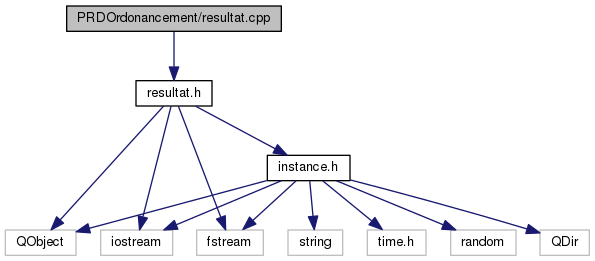 PRDOrdonancement/resultat.cpp
resultat.h
instance.h
QObject
iostream
fstream
string
time.h
random
QDir